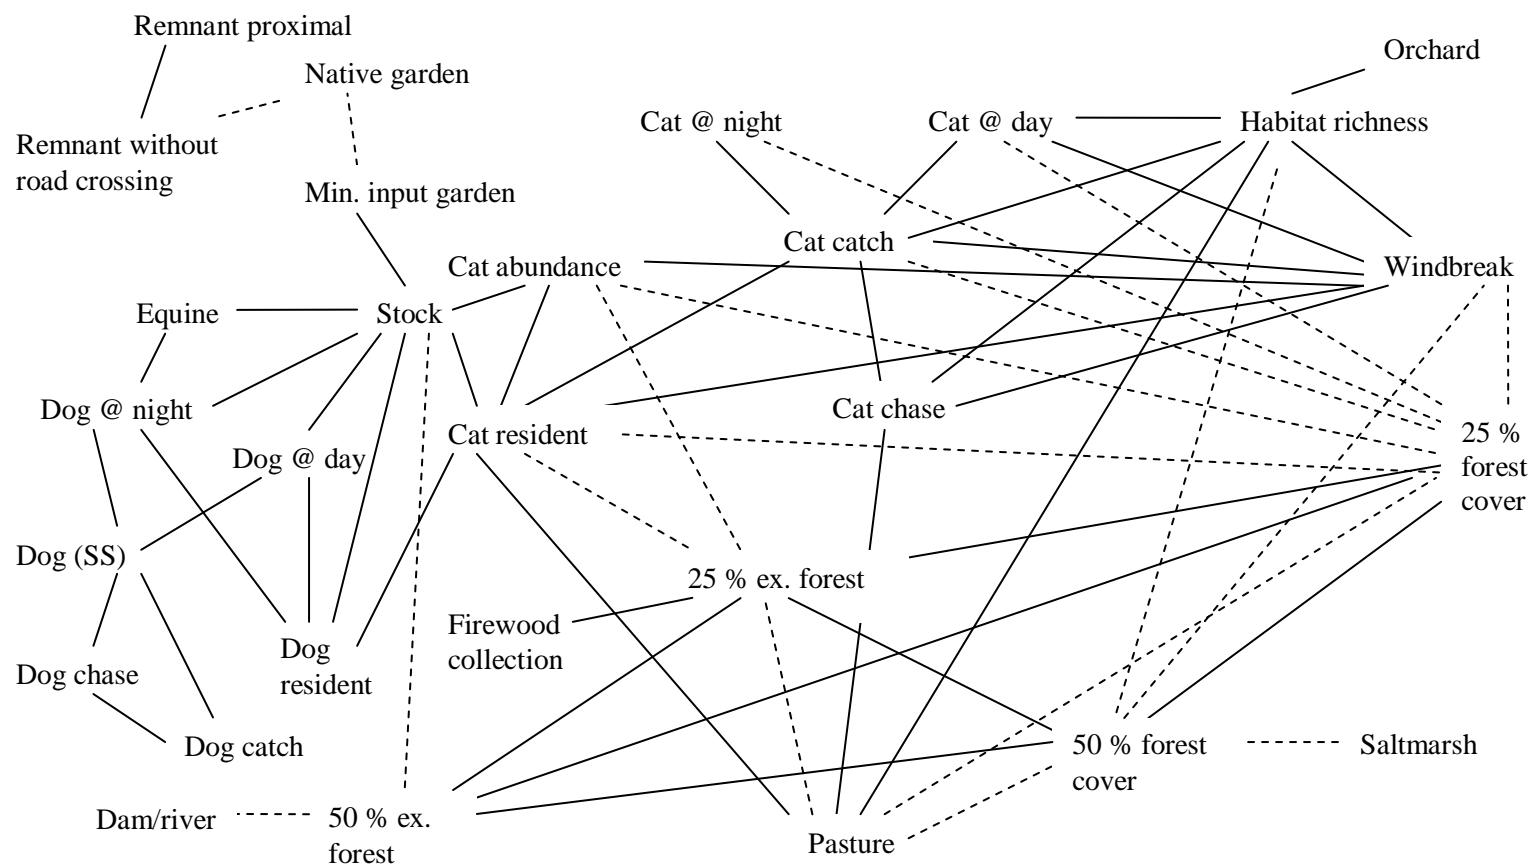 Remnant proximal
Orchard
Native garden
Cat @ night
Cat @ day
Habitat richness
Remnant without
road crossing
Min. input garden
Cat catch
Cat abundance
Windbreak
Equine
Stock
Dog @ night
Cat chase
Cat resident
25 %
forest
cover
Dog @ day
Dog (SS)
25 % ex. forest
Firewood
collection
Dog
resident
Dog chase
Dog catch
50 % forest
cover
Saltmarsh
Dam/river
50 % ex.
forest
Pasture